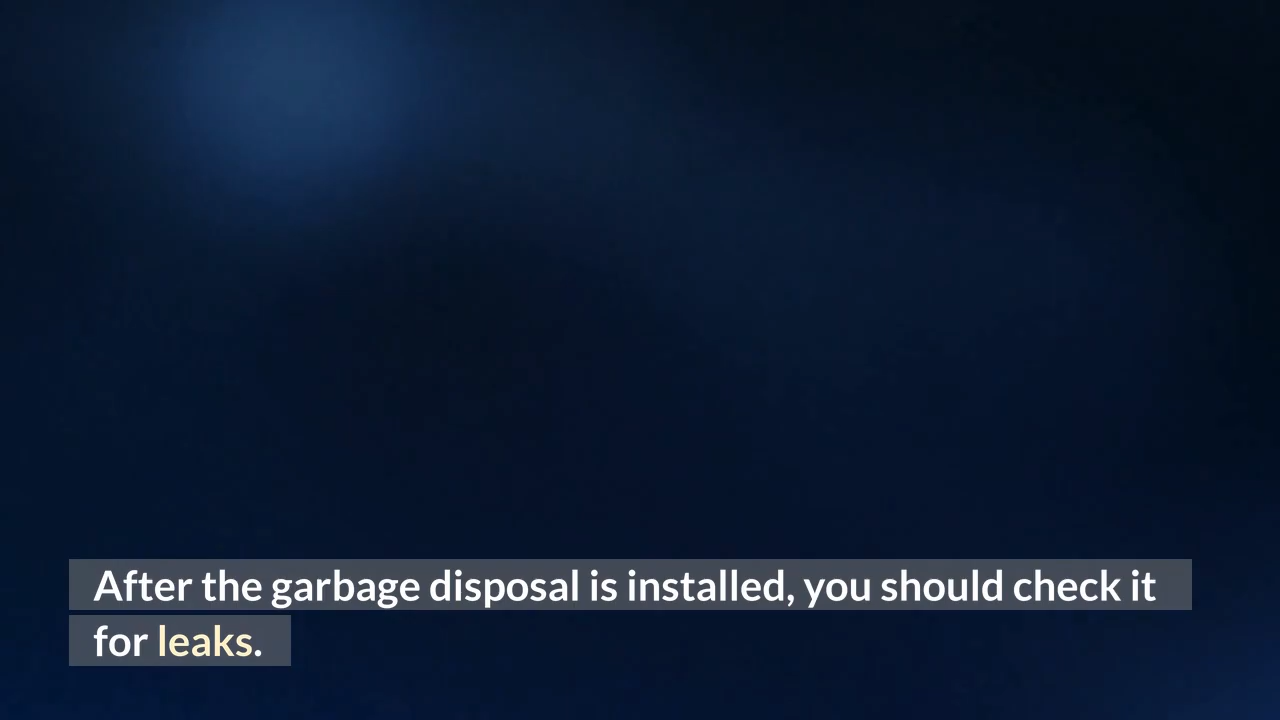 After the garbage disposal is installed, you should check it
for leaks.